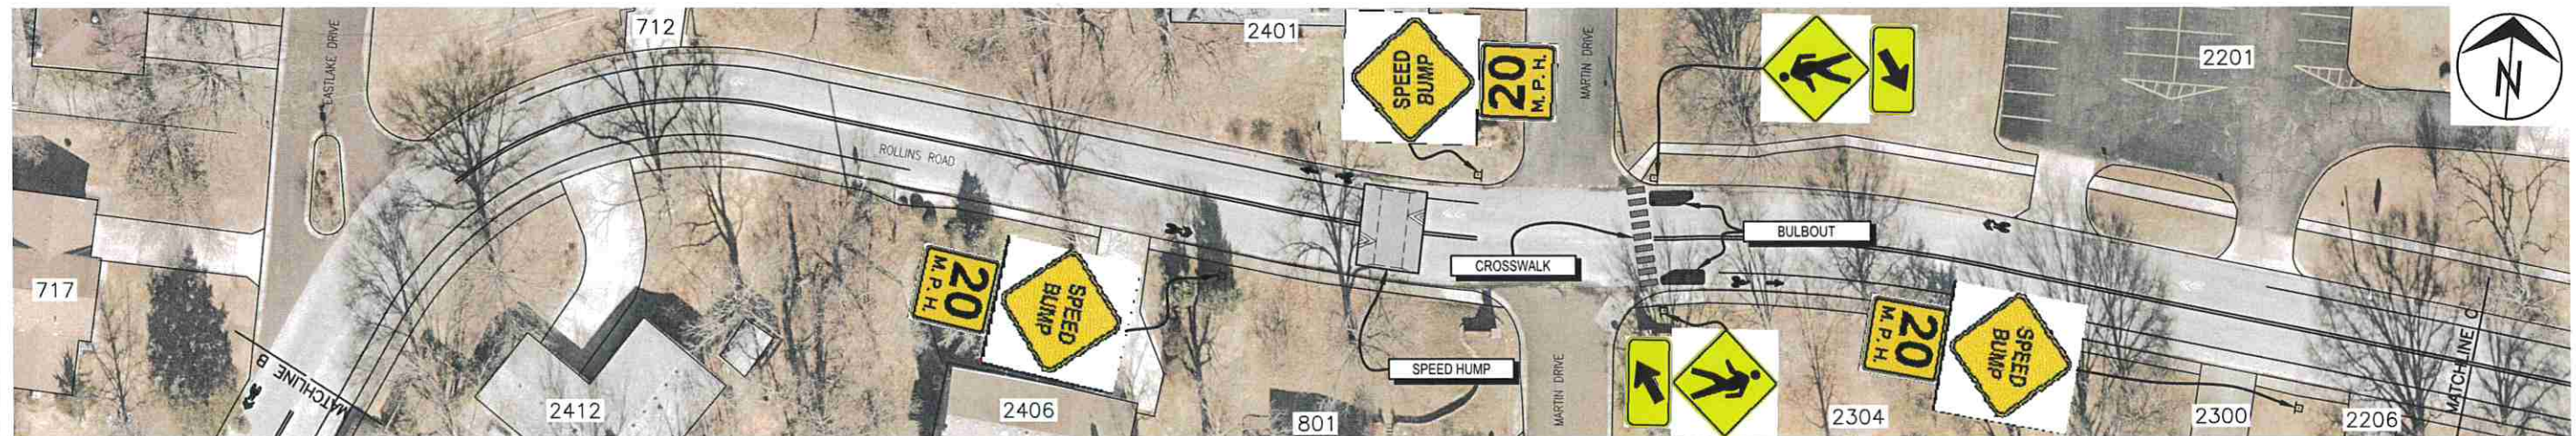 712
2401
SPEED
BUMP
20
M. P. H.
MARTIN DRIVE
2201
N
EASTLAKE DRIVE
ROLLINS ROAD
BULBOUT
CROSSWALK
717
20
M. P. H.
SPEED
BUMP
20
M. P. H.
SPEED
BUMP
SPEED HUMP
MATCHLINE B
2412
2406
801
MARTIN DRIVE
2304
2300
2206
MATCHLINE C